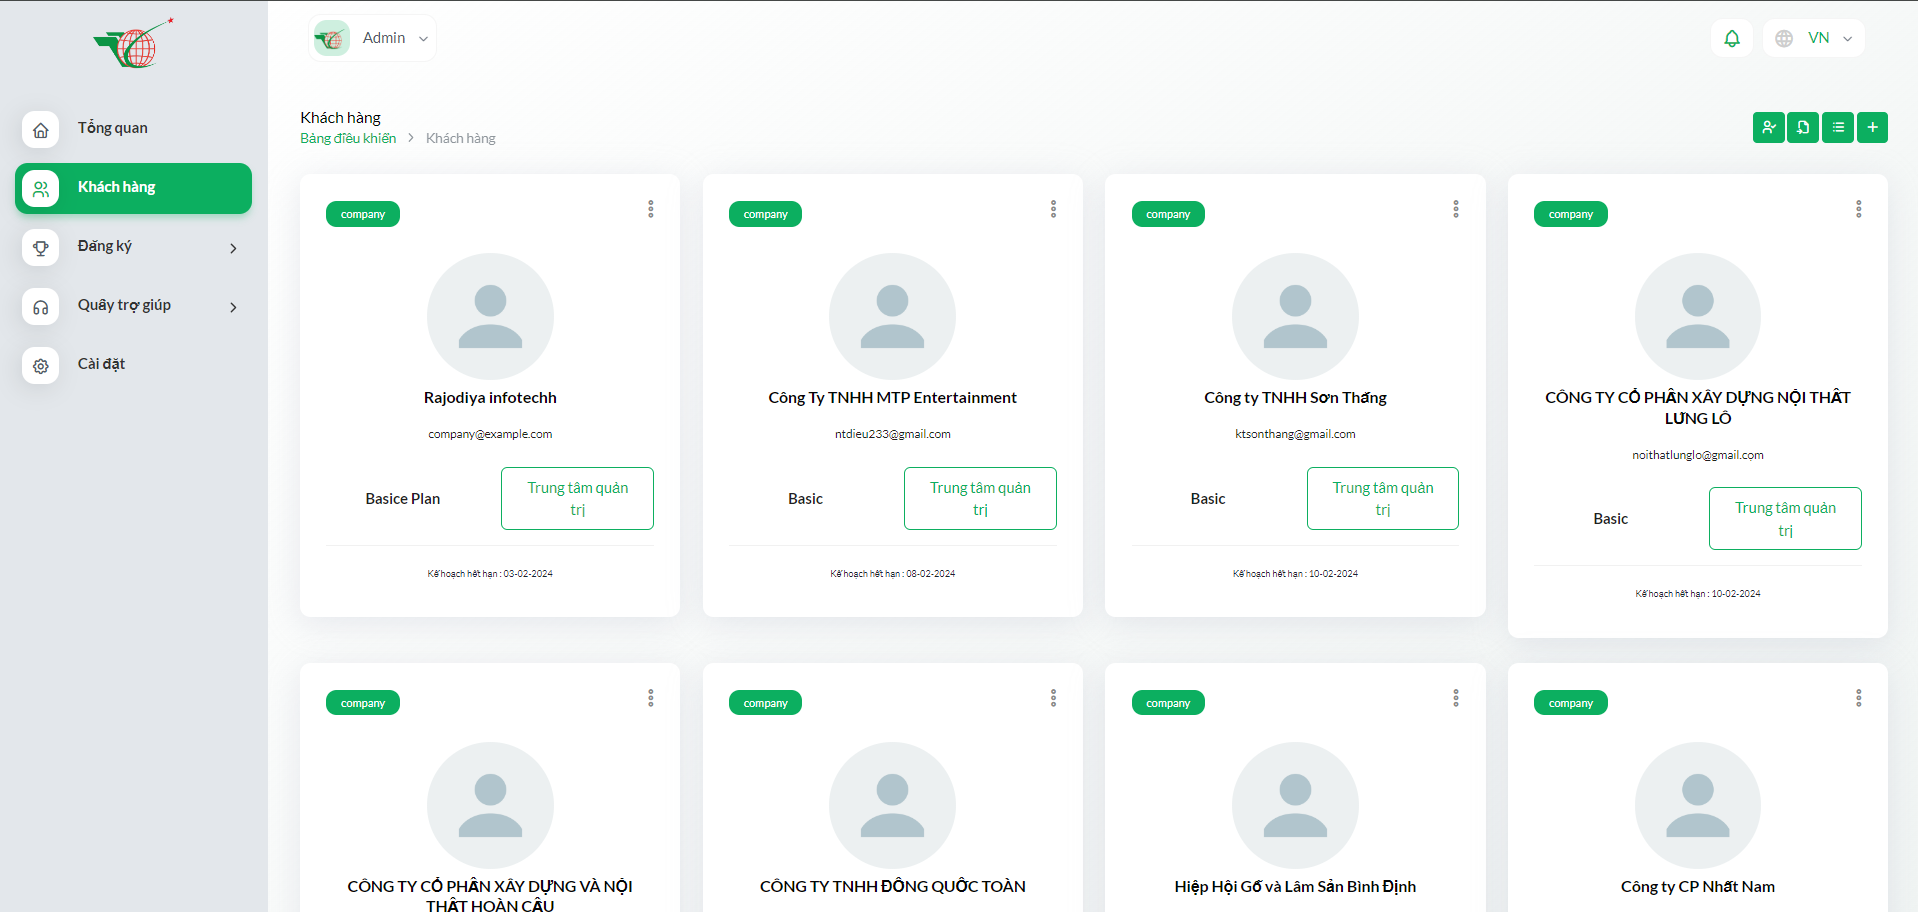 Admin
VN
Tổng quan
Khách hàng
Đăng ký
Quầy trợ giúp
Cài đặt
Khách hàng
Bảng điều khiển > Khách hàng
company
Rajodiya infotechh
company@example.com
Basice Plan
Trung tâm quản
trị
Kế hoạch hết hạn : 03-02-2024
company
Công Ty TNHH MTP Entertainment
ntdieu233@gmail.com
Basic
Trung tâm quản
trị
Kế hoạch hết hạn : 08-02-2024
company
Công ty TNHH Sơn Thắng
ktsonthang@gmail.com
Basic
Trung tâm quản
trị
Kế hoạch hết hạn : 10-02-2024
company
CÔNG TY CỔ PHẦN XÂY DỰNG NỘI THẤT
LŨNG LÔ
noithatlunglo@gmail.com
Basic
Trung tâm quản
trị
Kế hoạch hết hạn : 10-02-2024
company
CÔNG TY CỔ PHẦN XÂY DỰNG VÀ NỘI
THẤT HOÀN CẦU
company
CÔNG TY TNHH ĐÔNG QUỐC TOÀN
company
Hiệp Hội Gỗ và Lâm Sản Bình Định
company
Công ty CP Nhất Nam